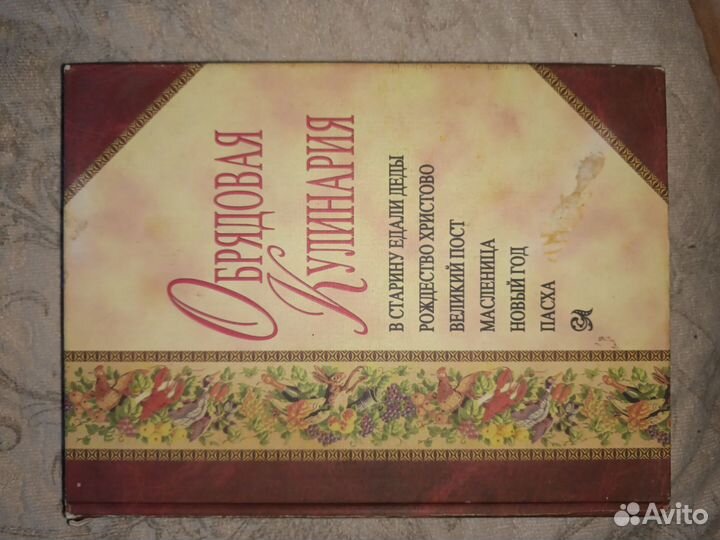 ОБРЯДОВАЯ
КУЛИНАРИЯ
В СТАРИНУ ЕДАЛИ ДЕДЫ
РОЖДЕСТВО ХРИСТОВО
ВЕЛИКИЙ ПОСТ
МАСЛЕНИЦА
НОВЫЙ ГОД
ПАСХА
Avito